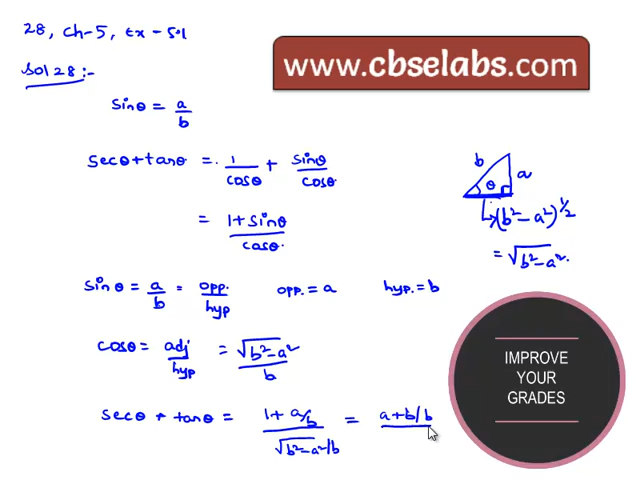 28, ch-5, Ex - 5.1
www.cbselabs.com
Sol 28 :-
sinθ = a/b
secθ + tanθ = 1/cosθ + sinθ/cosθ
b a θ
= 1 + sinθ/cosθ
(b² - a²)^1/2
= √b² - a²
sinθ = a/b = opp./hyp opp. = a hyp. = b
cosθ = adj/hyp = √b² - a²/b
IMPROVE
YOUR
GRADES
secθ + tanθ = 1 + a/b / √b² - a²/b = a + b/b